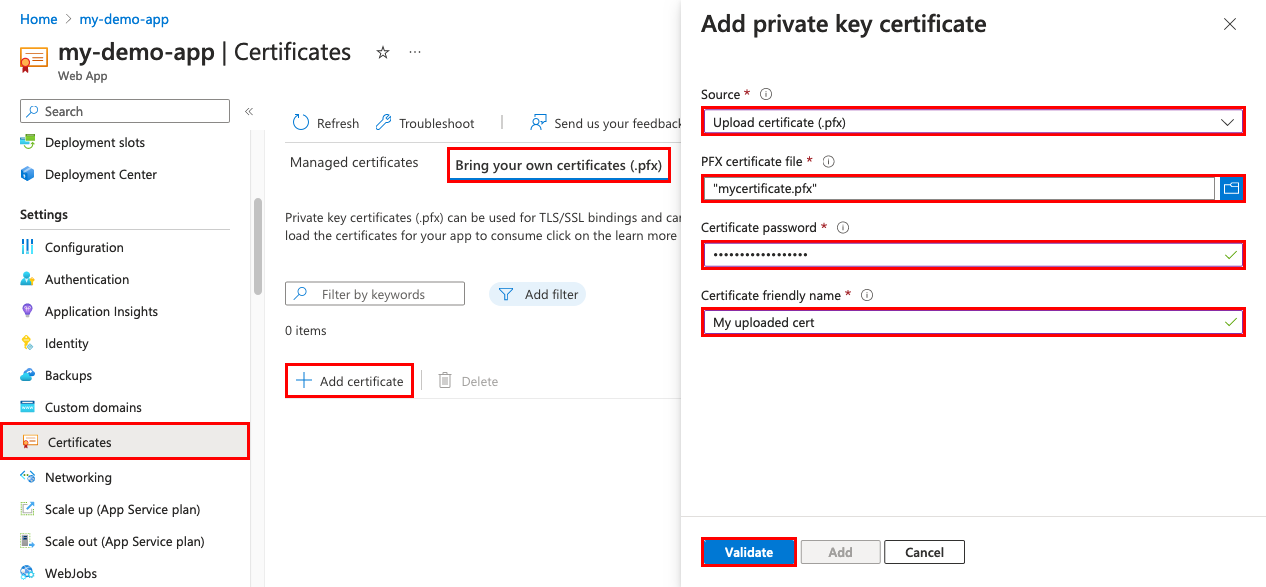 Home > my-demo-app
my-demo-app | Certificates
Web App
Search
Deployment slots
Deployment Center
Settings
Configuration
Authentication
Application Insights
Identity
Backups
Custom domains
Certificates
Networking
Scale up (App Service plan)
Scale out (App Service plan)
WebJobs
Refresh
Troubleshoot
Send us your feedback
Managed certificates
Bring your own certificates (.pfx)
Private key certificates (.pfx) can be used for TLS/SSL bindings and can
load the certificates for your app to consume click on the learn more
Filter by keywords
Add filter
0 items
Add certificate
Delete
Add private key certificate
Source *
Upload certificate (.pfx)
PFX certificate file *
"mycertificate.pfx"
Certificate password *
••••••••••••••••••
Certificate friendly name *
My uploaded cert
Validate
Add
Cancel